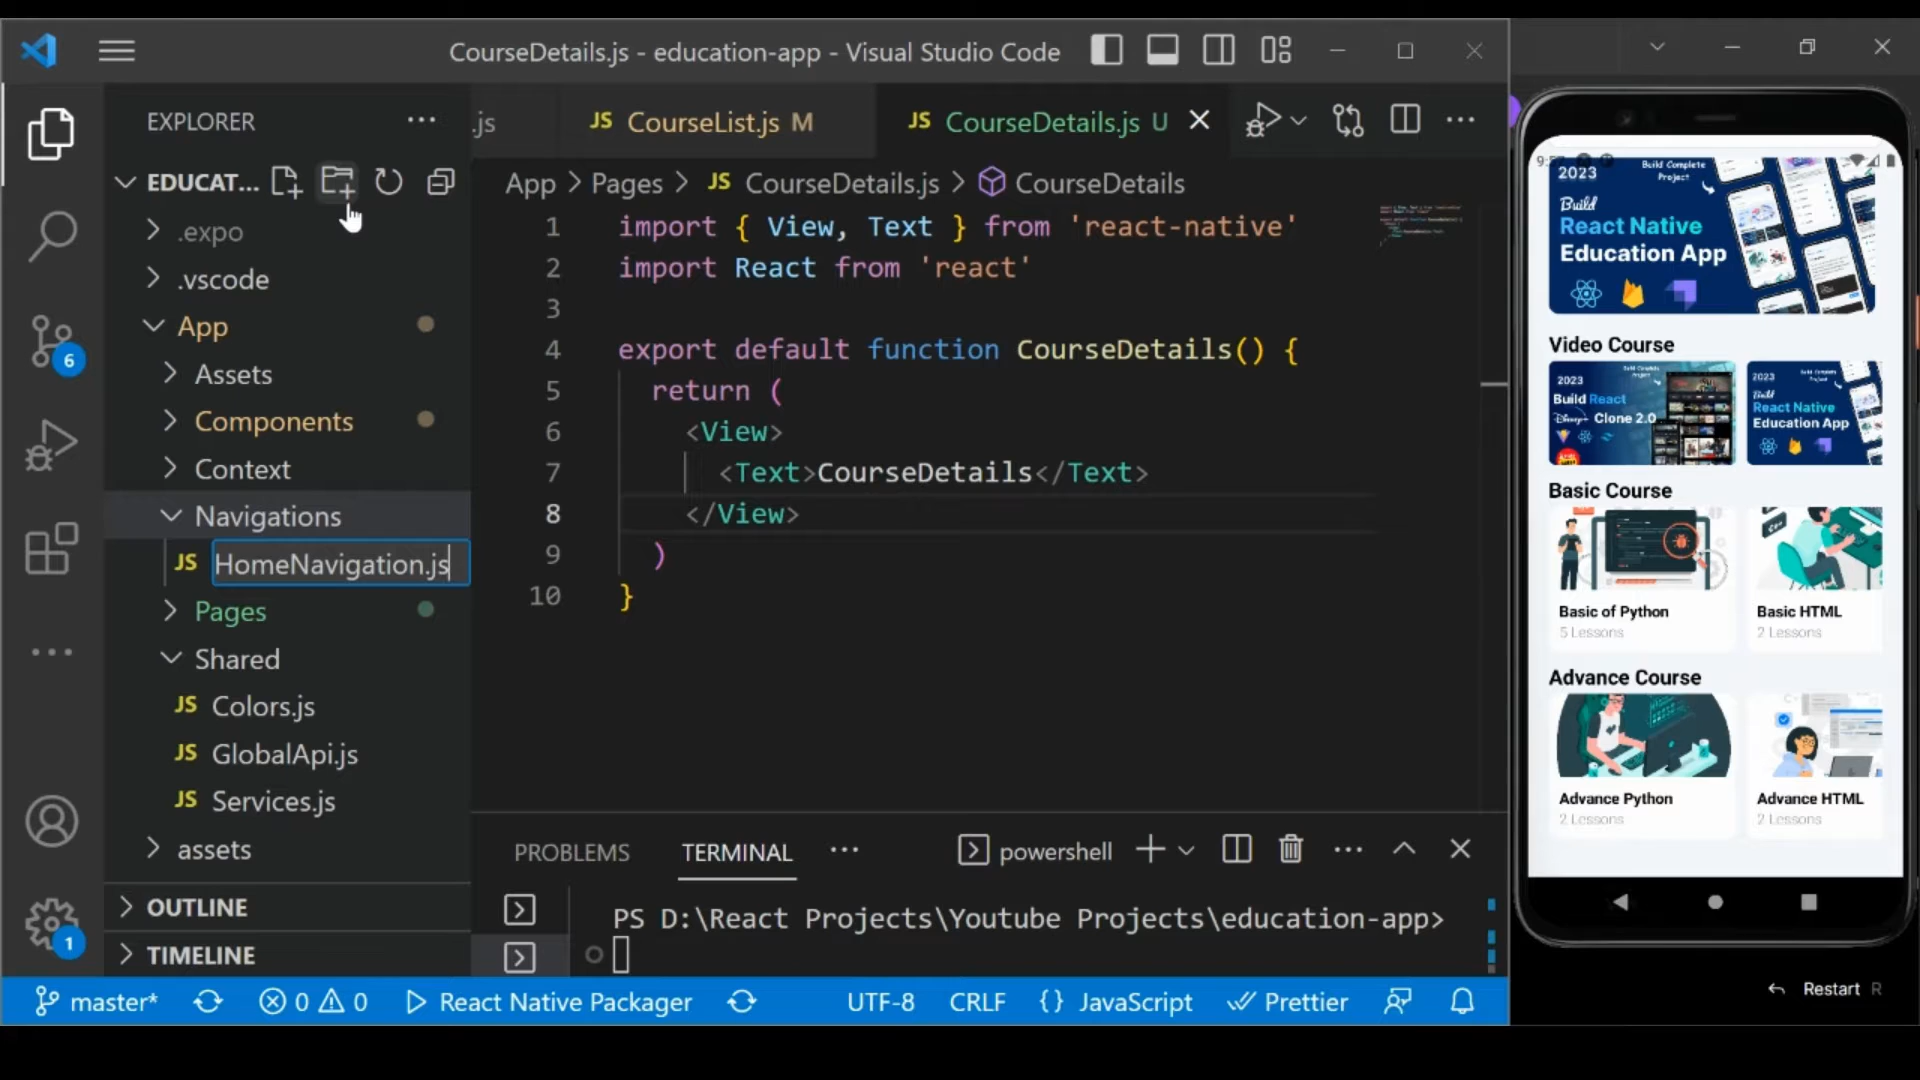 CourseDetails.js - education-app - Visual Studio Code
EXPLORER
.js
JS CourseList.js M
JS CourseDetails.js U
EDUCAT...
App > Pages > JS CourseDetails.js > CourseDetails
.expo
.vscode
App
Assets
Components
Context
Navigations
JS HomeNavigation.js
Pages
Shared
JS Colors.js
JS GlobalApi.js
JS Services.js
assets
OUTLINE
TIMELINE
6
1
1 import { View, Text } from 'react-native'
2 import React from 'react'
3
4 export default function CourseDetails() {
5 return (
6 <View>
7 <Text>CourseDetails</Text>
8 </View>
9 )
10 }
PROBLEMS
TERMINAL
powershell
PS D:\React Projects\Youtube Projects\education-app>
master*
0
0
React Native Packager
UTF-8
CRLF
{} JavaScript
Prettier
2023
Build Complete
Project
Build
React Native
Education App
Video Course
2023
Build React
Disney+ Clone 2.0
2023
Build
React Native
Education App
Basic Course
Basic of Python
5 Lessons
C++
Basic HTML
2 Lessons
Advance Course
Advance Python
2 Lessons
Advance HTML
2 Lessons
Restart R